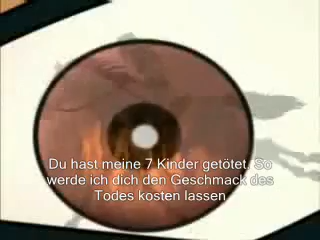 Du hast meine 7 Kinder getötet. So
werde ich dich den Geschmack des
Todes kosten lassen